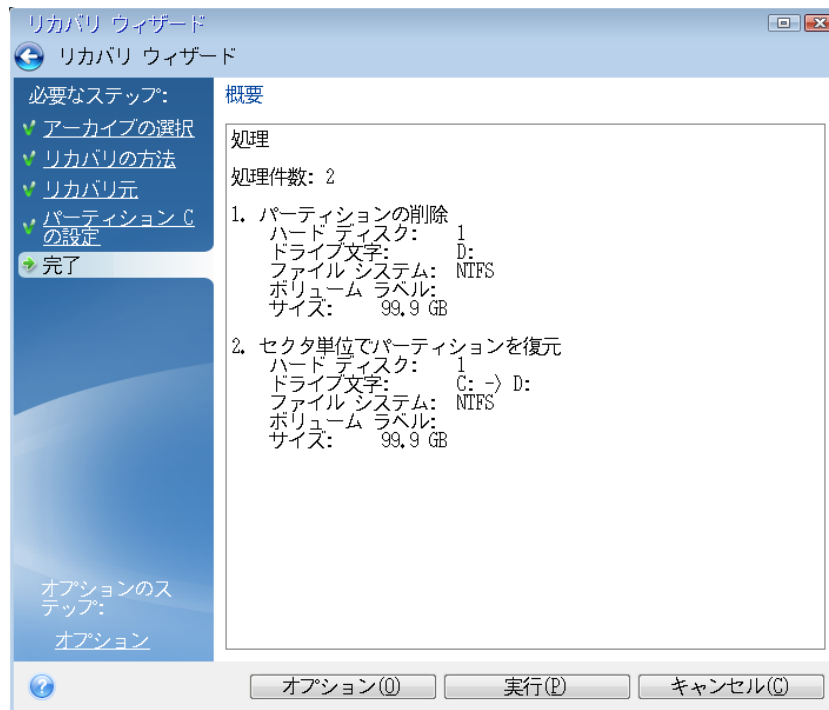 リカバリ ウィザード
リカバリ ウィザード
必要なステップ:
アーカイブの選択
リカバリの方法
リカバリ元
パーティション C
の設定
完了
オプションのス
テップ:
オプション
概要
処理
処理件数: 2
1. パーティションの削除
ハード ディスク: 1
ドライブ文字: D:
ファイル システム: NTFS
ボリューム ラベル:
サイズ: 99.9 GB
2. セクタ単位でパーティションを復元
ハード ディスク: 1
ドライブ文字: C: -> D:
ファイル システム: NTFS
ボリューム ラベル:
サイズ: 99.9 GB
オプション(O) 実行(P) キャンセル(C)